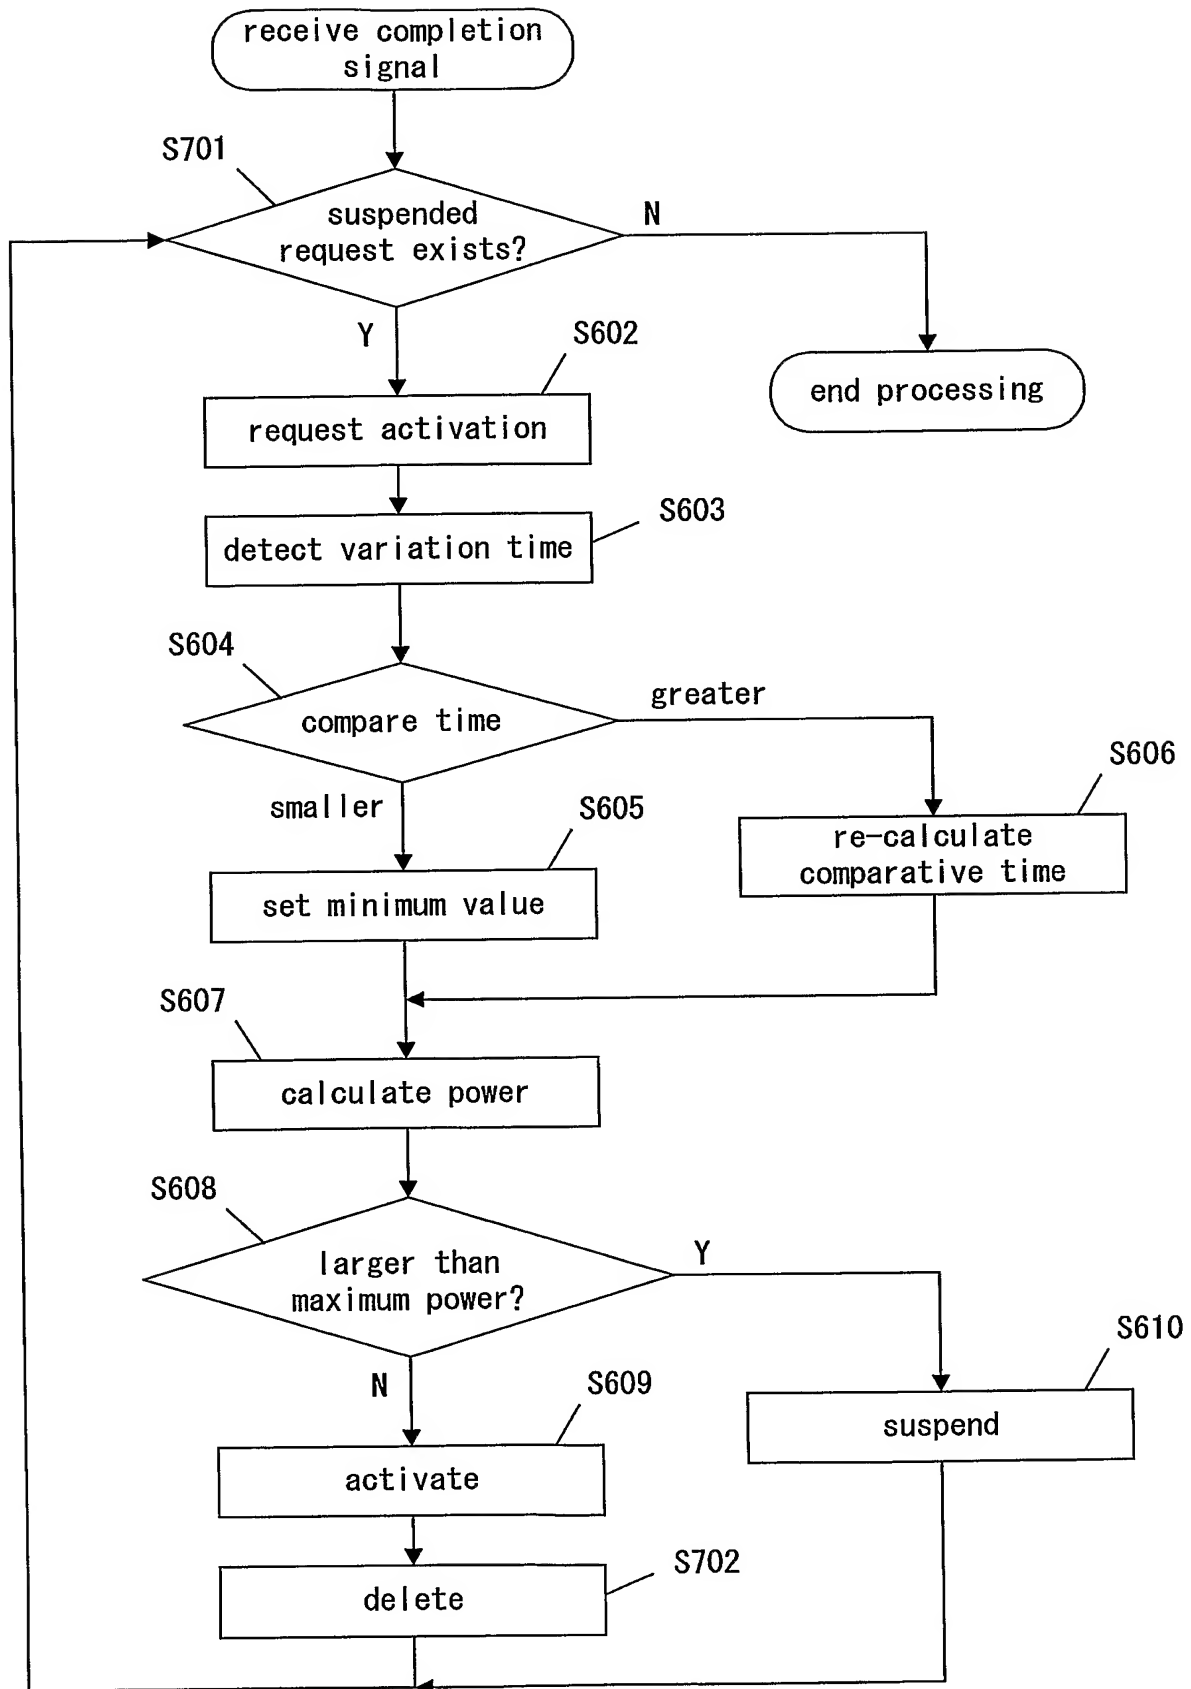 receive completion
signal
S701
suspended
request exists?
N
Y
S602
end processing
request activation
S603
detect variation time
S604
greater
compare time
S606
smaller
S605
re-calculate
comparative time
set minimum value
S607
calculate power
S608
Y
larger than
maximum power?
S610
N
S609
suspend
activate
S702
delete